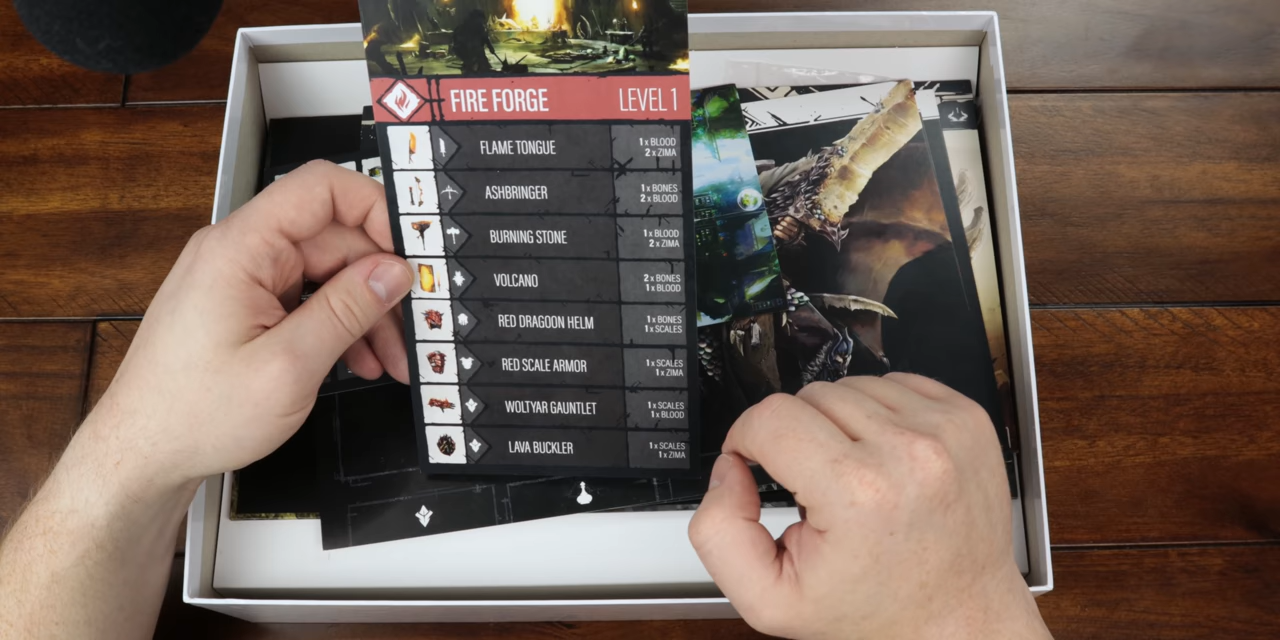 FIRE FORGE LEVEL 1
FLAME TONGUE
1 x BLOOD
2 x ZIMA
ASHBRINGER
1 x BONES
2 x BLOOD
BURNING STONE
1 x BLOOD
2 x ZIMA
VOLCANO
2 x BONES
1 x BLOOD
RED DRAGOON HELM
1 x BONES
1 x SCALES
RED SCALE ARMOR
1 x SCALES
1 x ZIMA
WOLTYAR GAUNTLET
1 x SCALES
1 x BLOOD
LAVA BUCKLER
1 x SCALES
1 x ZIMA